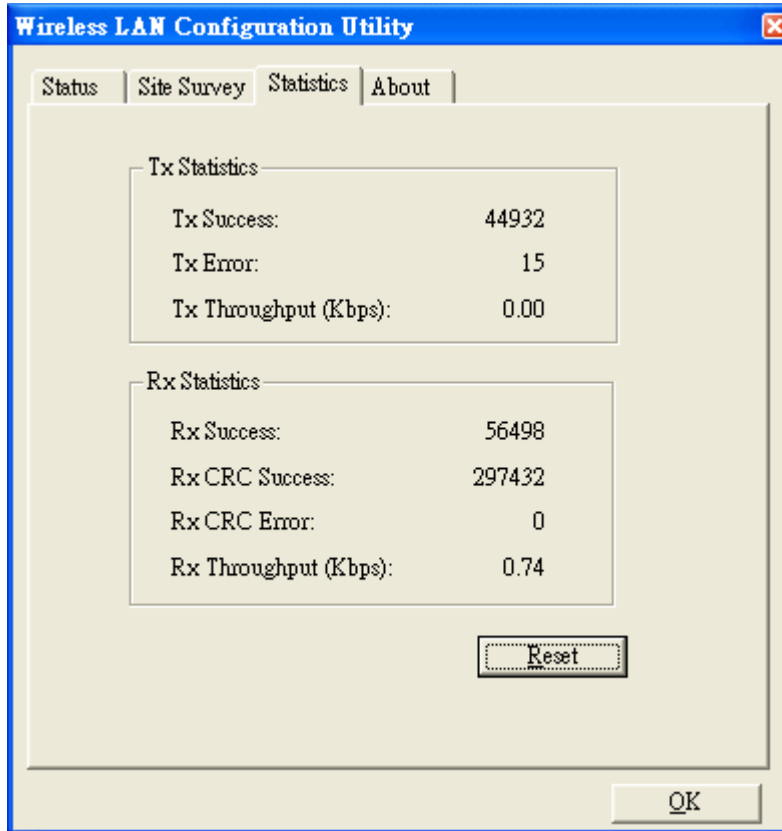 Wireless LAN Configuration Utility
Status Site Survey Statistics About
Tx Statistics
Tx Success: 44932
Tx Error: 15
Tx Throughput (Kbps): 0.00
Rx Statistics
Rx Success: 56498
Rx CRC Success: 297432
Rx CRC Error: 0
Rx Throughput (Kbps): 0.74
Reset
OK